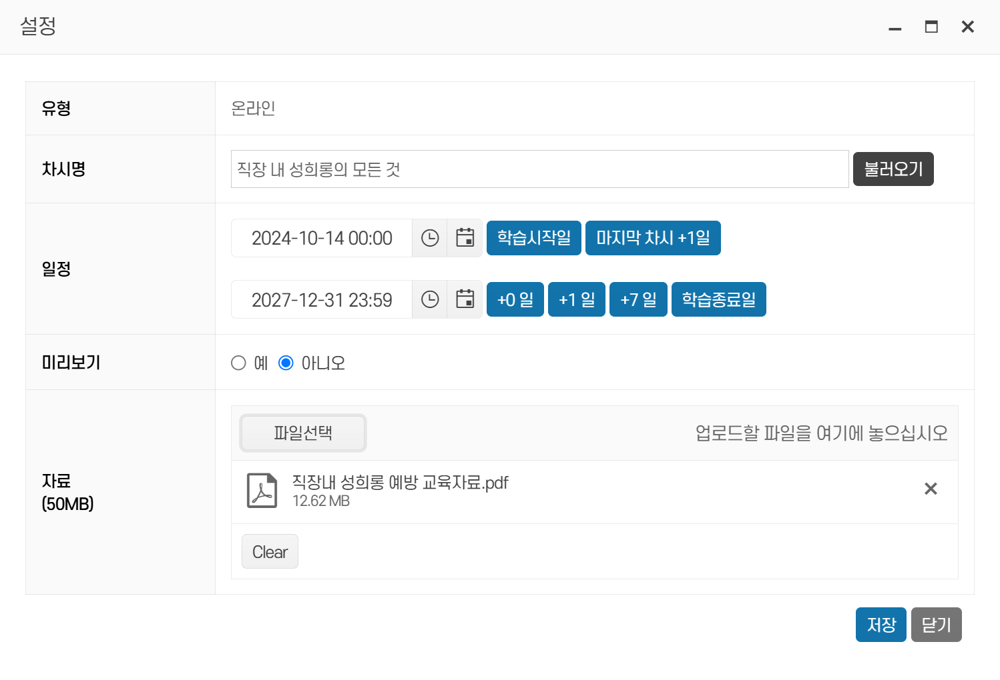 설정
유형
온라인
차시명
직장 내 성희롱의 모든 것
불러오기
일정
2024-10-14 00:00
학습시작일
마지막 차시 +1일
2027-12-31 23:59
+0 일
+1 일
+7 일
학습종료일
미리보기
예
아니오
자료
(50MB)
파일선택
업로드할 파일을 여기에 놓으십시오
직장내 성희롱 예방 교육자료.pdf
12.62 MB
Clear
저장
닫기